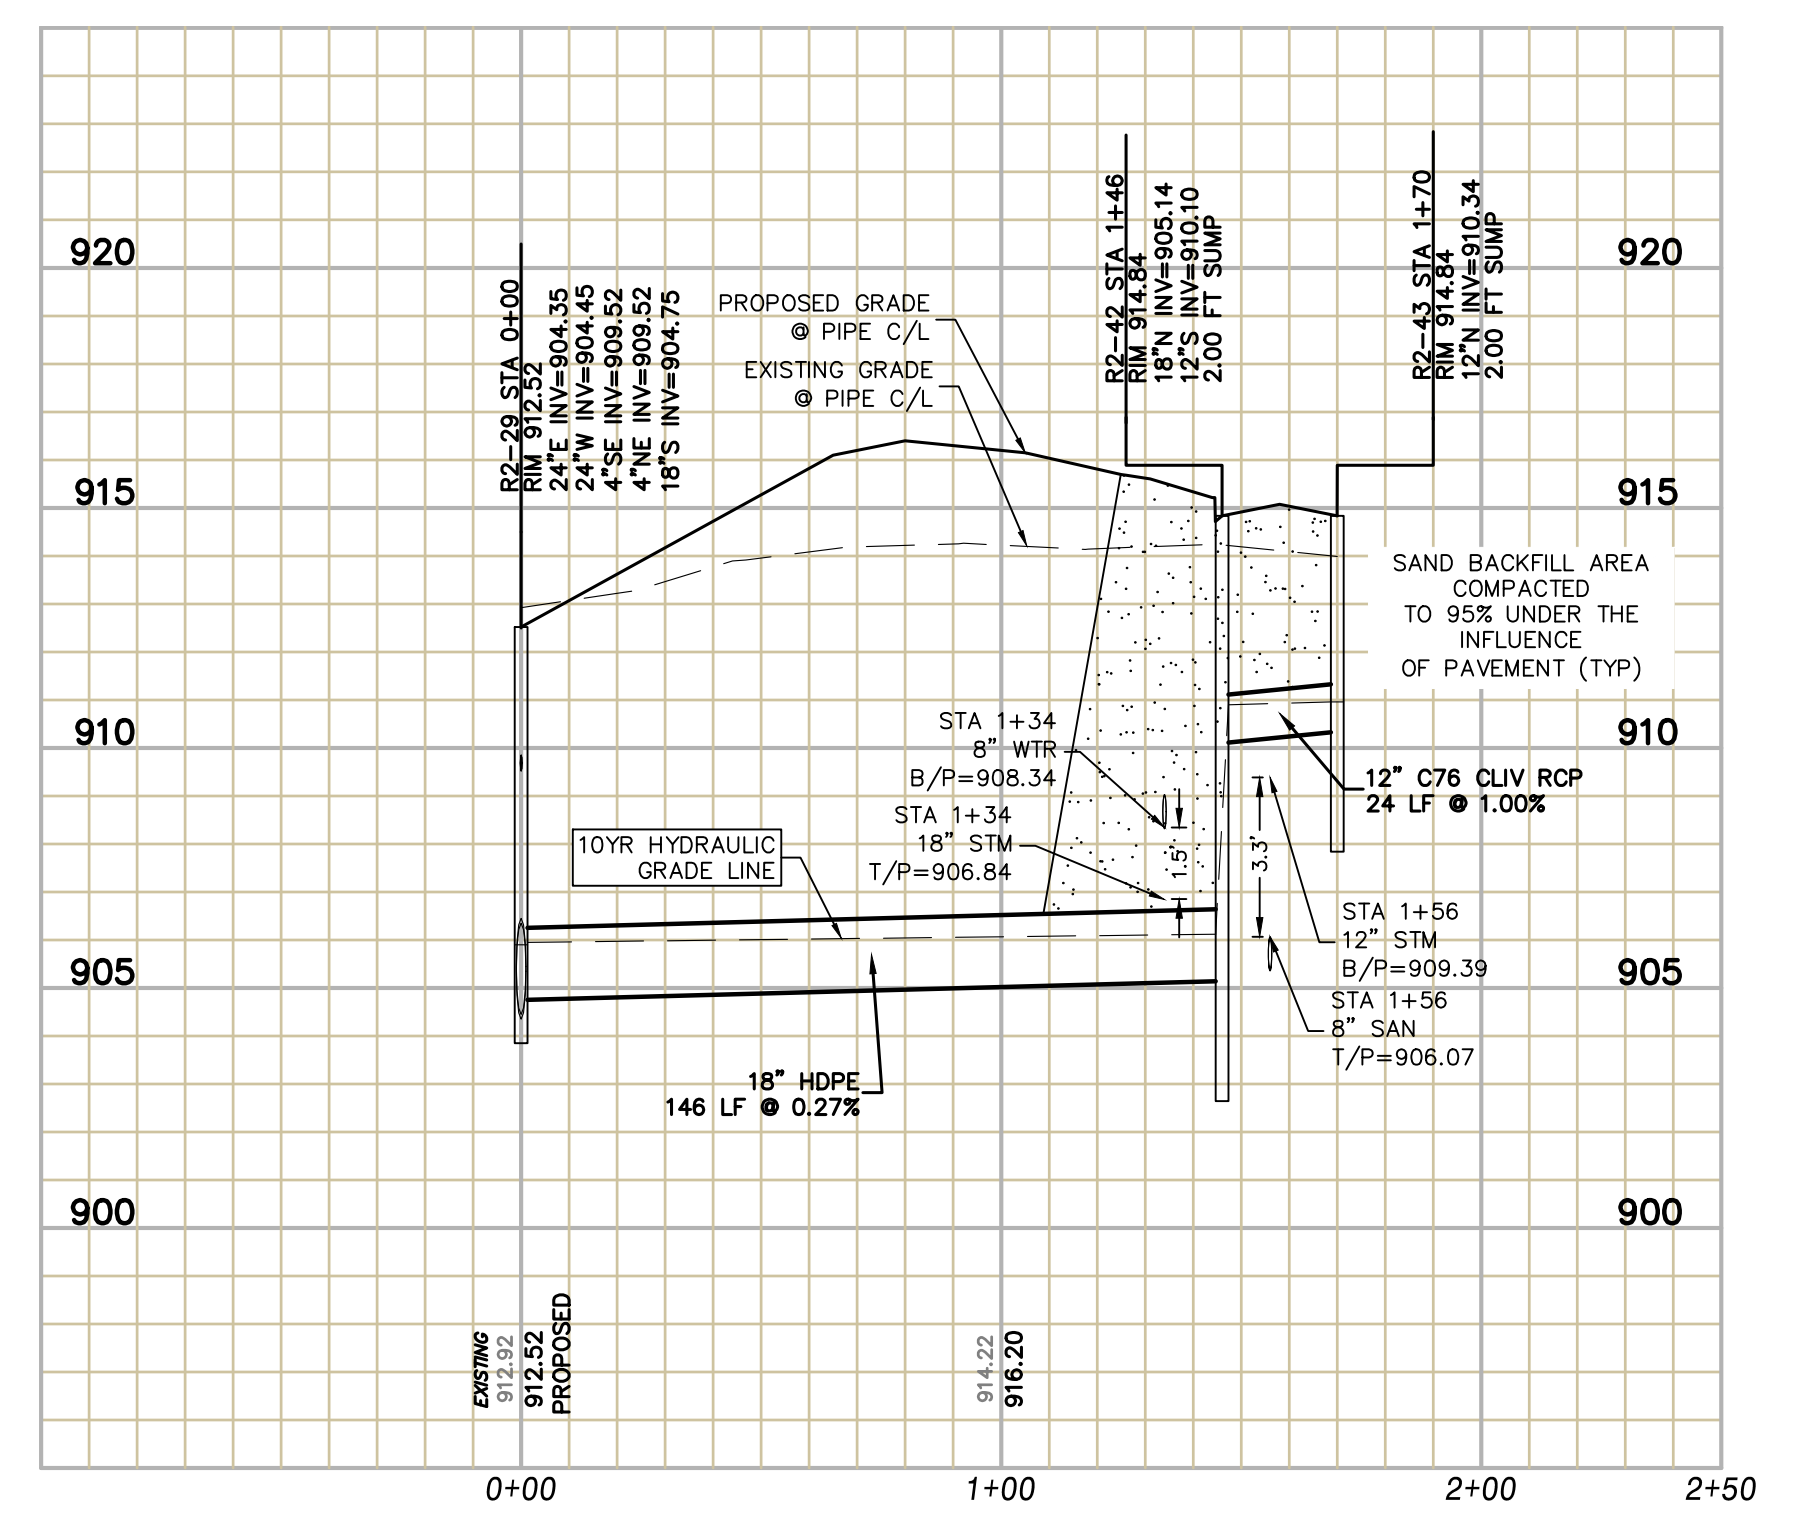 920
915
910
905
900
920
915
910
905
900
R2-29 STA 0+00
RIM 912.52
24"E INV=904.35
24"W INV=904.45
4"SE INV=909.52
4"NE INV=909.52
18"S INV=904.75
PROPOSED GRADE
@ PIPE C/L
EXISTING GRADE
@ PIPE C/L
R2-42 STA 1+46
RIM 914.84
18"N INV=905.14
12"S INV=910.10
2.00 FT SUMP
R2-43 STA 1+70
RIM 914.84
12"N INV=910.34
2.00 FT SUMP
SAND BACKFILL AREA
COMPACTED
TO 95% UNDER THE
INFLUENCE
OF PAVEMENT (TYP)
STA 1+34
8" WTR
B/P=908.34
STA 1+34
18" STM
T/P=906.84
1.5'
3.3'
12" C76 CLIV RCP
24 LF @ 1.00%
10YR HYDRAULIC
GRADE LINE
STA 1+56
12" STM
B/P=909.39
STA 1+56
8" SAN
T/P=906.07
18" HDPE
146 LF @ 0.27%
EXISTING
912.92
912.52
PROPOSED
914.22
916.20
0+00
1+00
2+00
2+50